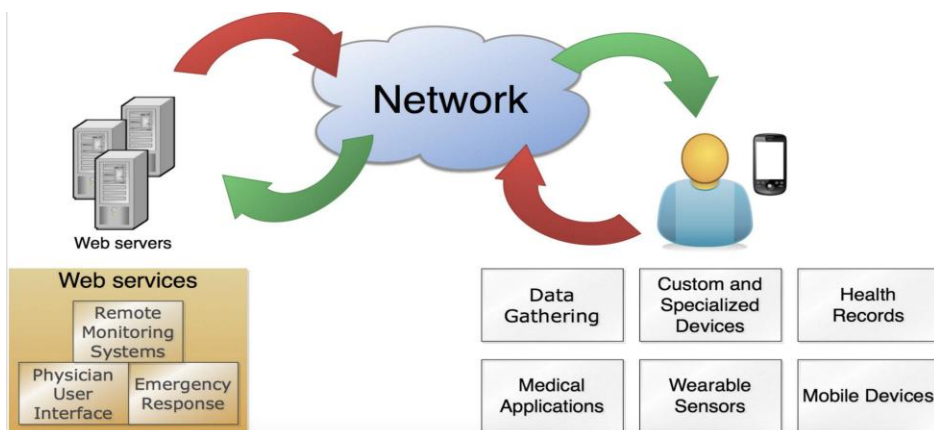 Network
Web servers
Web services
Remote
Monitoring
Systems
Physician
User
Interface
Emergency
Response
Data
Gathering
Custom and
Specialized
Devices
Health
Records
Medical
Applications
Wearable
Sensors
Mobile Devices